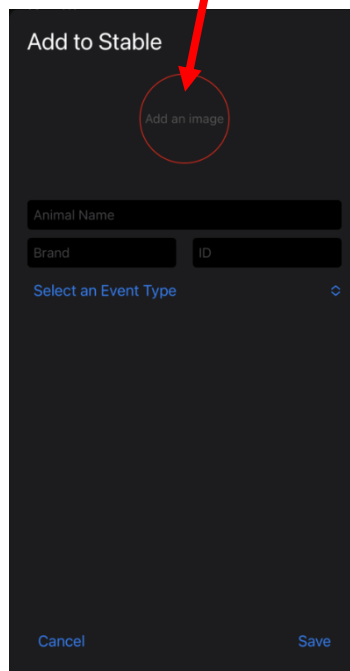 Add to Stable
Add an image
Animal Name
Brand ID
Select an Event Type
Cancel Save